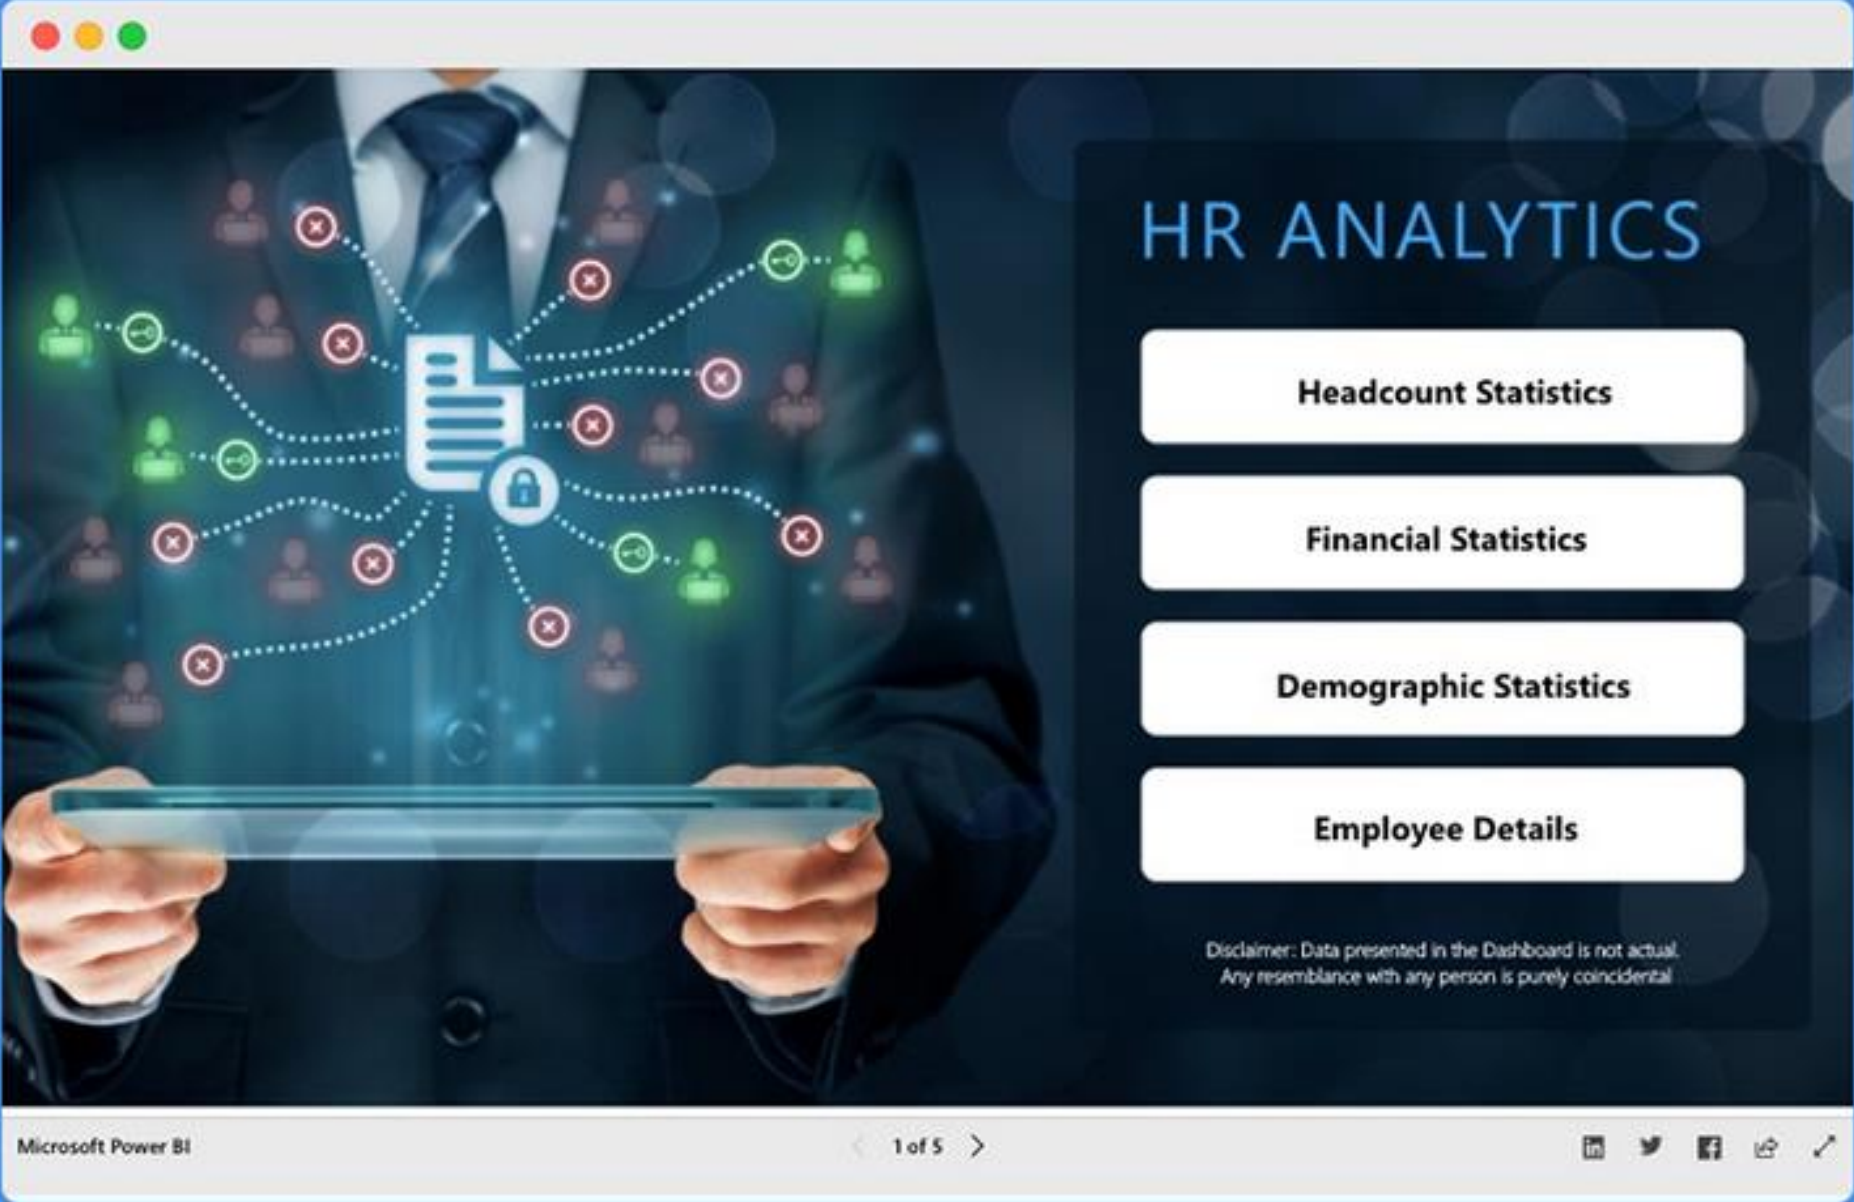 HR ANALYTICS
Headcount Statistics
Financial Statistics
Demographic Statistics
Employee Details
Disclaimer: Data presented in the Dashboard is not actual.
Any resemblance with any person is purely coincidental
Microsoft Power BI
1 of 5